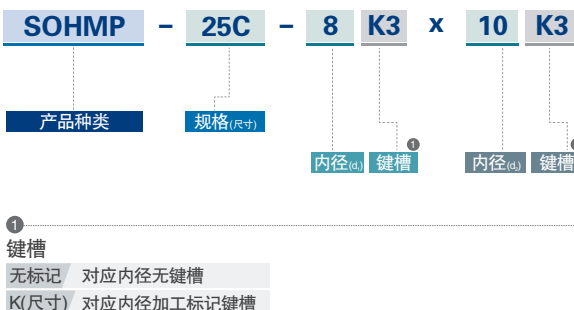 SOHMP – 25C – 8 K3 x 10 K3
产品种类 规格(尺寸)
内径(d₁) 键槽 ❶ 内径(d₂) 键槽
❶
键槽
无标记 对应内径无键槽
K(尺寸) 对应内径加工标记键槽